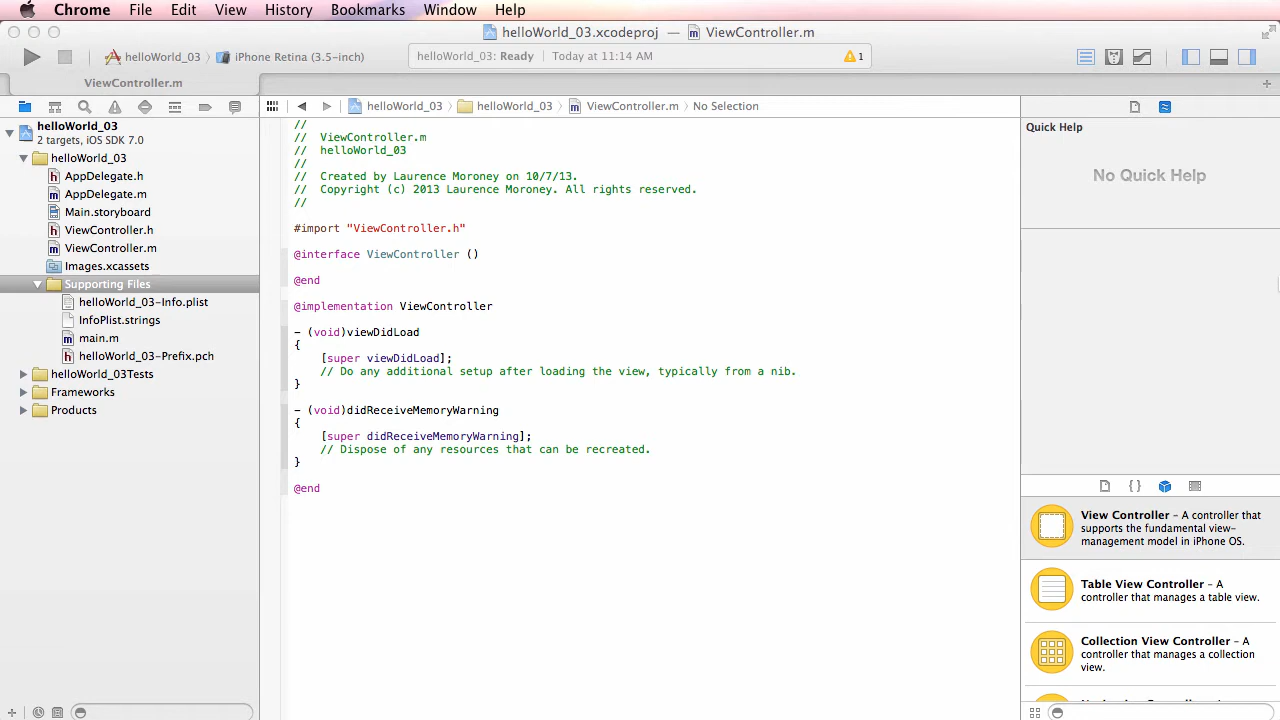 Chrome File Edit View History Bookmarks Window Help
helloWorld_03.xcodeproj — ViewController.m
helloWorld_03 iPhone Retina (3.5-inch) helloWorld_03: Ready Today at 11:14 AM 1
ViewController.m
helloWorld_03 helloWorld_03 ViewController.m No Selection
helloWorld_03
2 targets, iOS SDK 7.0
helloWorld_03
AppDelegate.h
AppDelegate.m
Main.storyboard
ViewController.h
ViewController.m
Images.xcassets
Supporting Files
helloWorld_03-Info.plist
InfoPlist.strings
main.m
helloWorld_03-Prefix.pch
helloWorld_03Tests
Frameworks
Products
//
//  ViewController.m
//  helloWorld_03
//
//  Created by Laurence Moroney on 10/7/13.
//  Copyright (c) 2013 Laurence Moroney. All rights reserved.
//
#import "ViewController.h"
@interface ViewController ()
@end
@implementation ViewController
- (void)viewDidLoad
{
[super viewDidLoad];
// Do any additional setup after loading the view, typically from a nib.
}
- (void)didReceiveMemoryWarning
{
[super didReceiveMemoryWarning];
// Dispose of any resources that can be recreated.
}
@end
Quick Help
No Quick Help
{ }
View Controller – A controller that
supports the fundamental view-
management model in iPhone OS.
Table View Controller – A
controller that manages a table view.
Collection View Controller – A
controller that manages a collection
view.